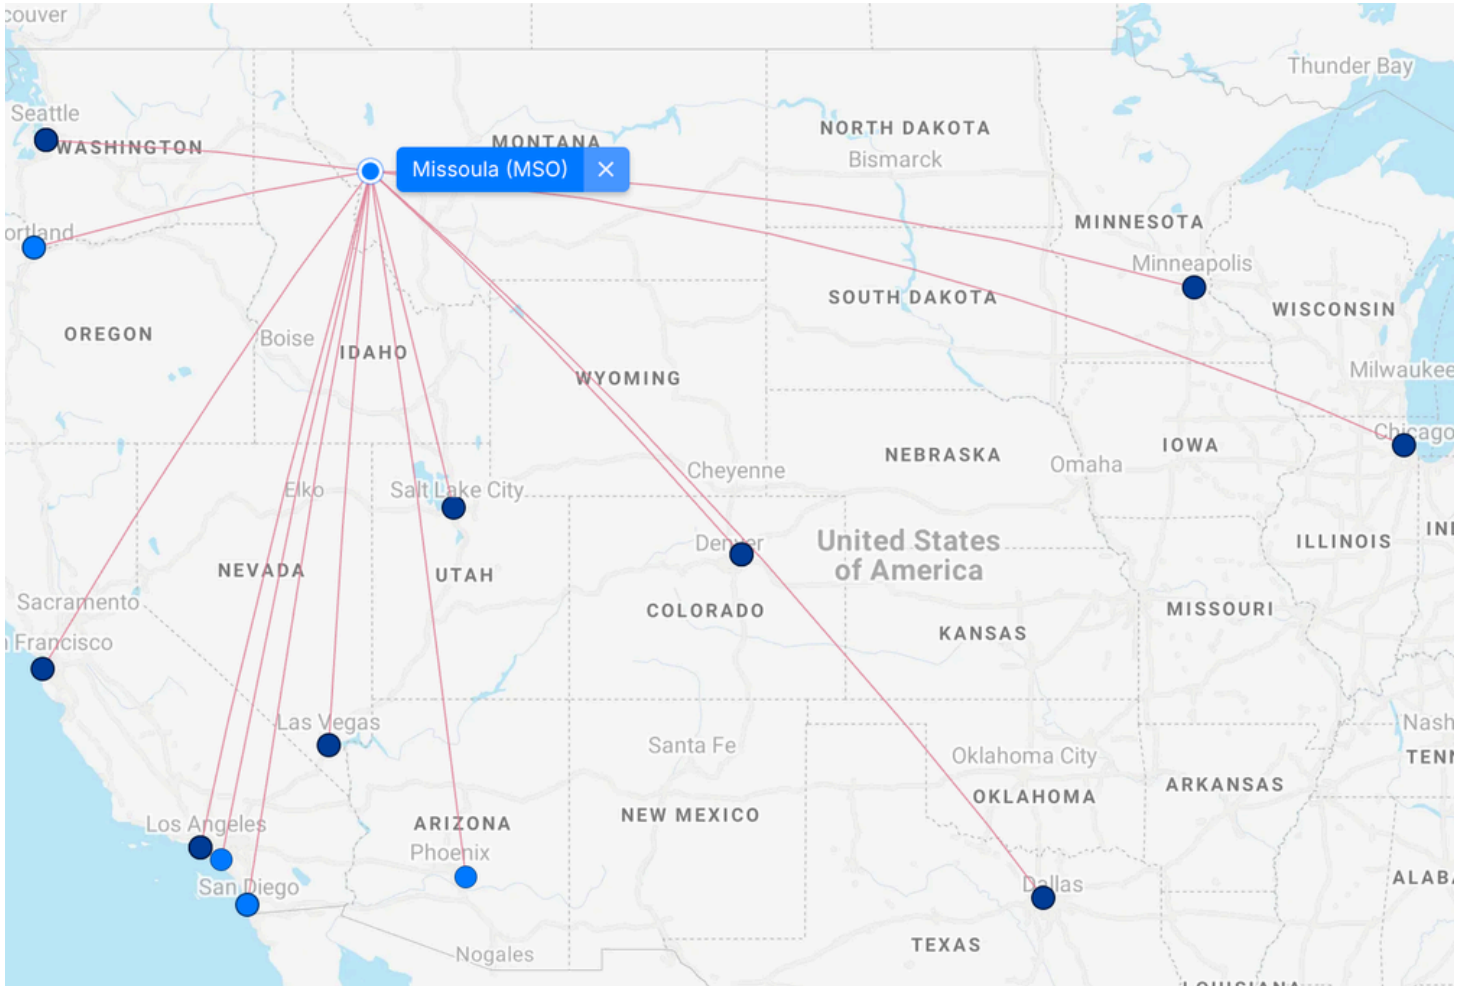 couver
Thunder Bay
Seattle
WASHINGTON
MONTANA
NORTH DAKOTA
Bismarck
Missoula (MSO) ×
MINNESOTA
ortland
Minneapolis
SOUTH DAKOTA
WISCONSIN
OREGON
Boise
IDAHO
WYOMING
Milwaukee
Chicago
IOWA
NEBRASKA
Omaha
Cheyenne
Elko
Salt Lake City
INI
ILLINOIS
Denver
United States
of America
NEVADA
UTAH
Sacramento
COLORADO
MISSOURI
KANSAS
n Francisco
Las Vegas
Nash
Santa Fe
Oklahoma City
TENN
ARKANSAS
OKLAHOMA
NEW MEXICO
Los Angeles
ARIZONA
Phoenix
San Diego
Dallas
ALABA
TEXAS
Nogales
LOUISIANA